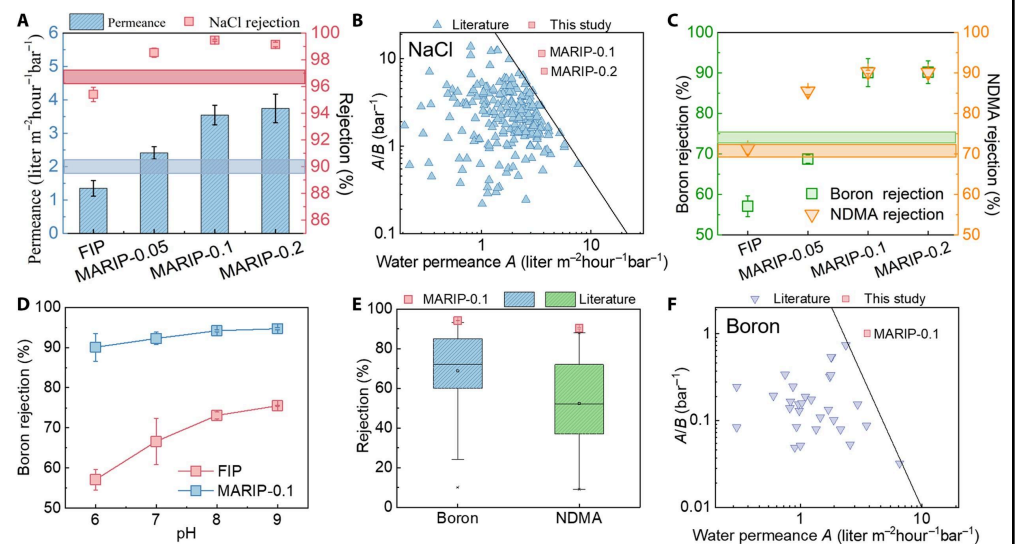 A
Permeance
NaCl rejection
Permeance (liter m⁻²hour⁻¹bar⁻¹)
6
5
4
3
2
1
0
100
98
96
94
92
90
88
86
Rejection (%)
FIP
MARIP-0.05
MARIP-0.1
MARIP-0.2
B
Literature
This study
NaCl
MARIP-0.1
MARIP-0.2
A/B (bar⁻¹)
10
1
0.1
1
10
Water permeance A (liter m⁻²hour⁻¹bar⁻¹)
C
Boron rejection (%)
100
90
80
70
60
50
100
90
80
70
60
50
NDMA rejection (%)
Boron rejection
NDMA rejection
FIP
MARIP-0.05
MARIP-0.1
MARIP-0.2
D
Boron rejection (%)
100
90
80
70
60
50
FIP
MARIP-0.1
6 7 8 9
pH
E
MARIP-0.1
Literature
Rejection (%)
100
80
60
40
20
0
Boron
NDMA
F
Literature
This study
Boron
MARIP-0.1
A/B (bar⁻¹)
1
0.1
0.01
1
10
Water permeance A (liter m⁻²hour⁻¹bar⁻¹)